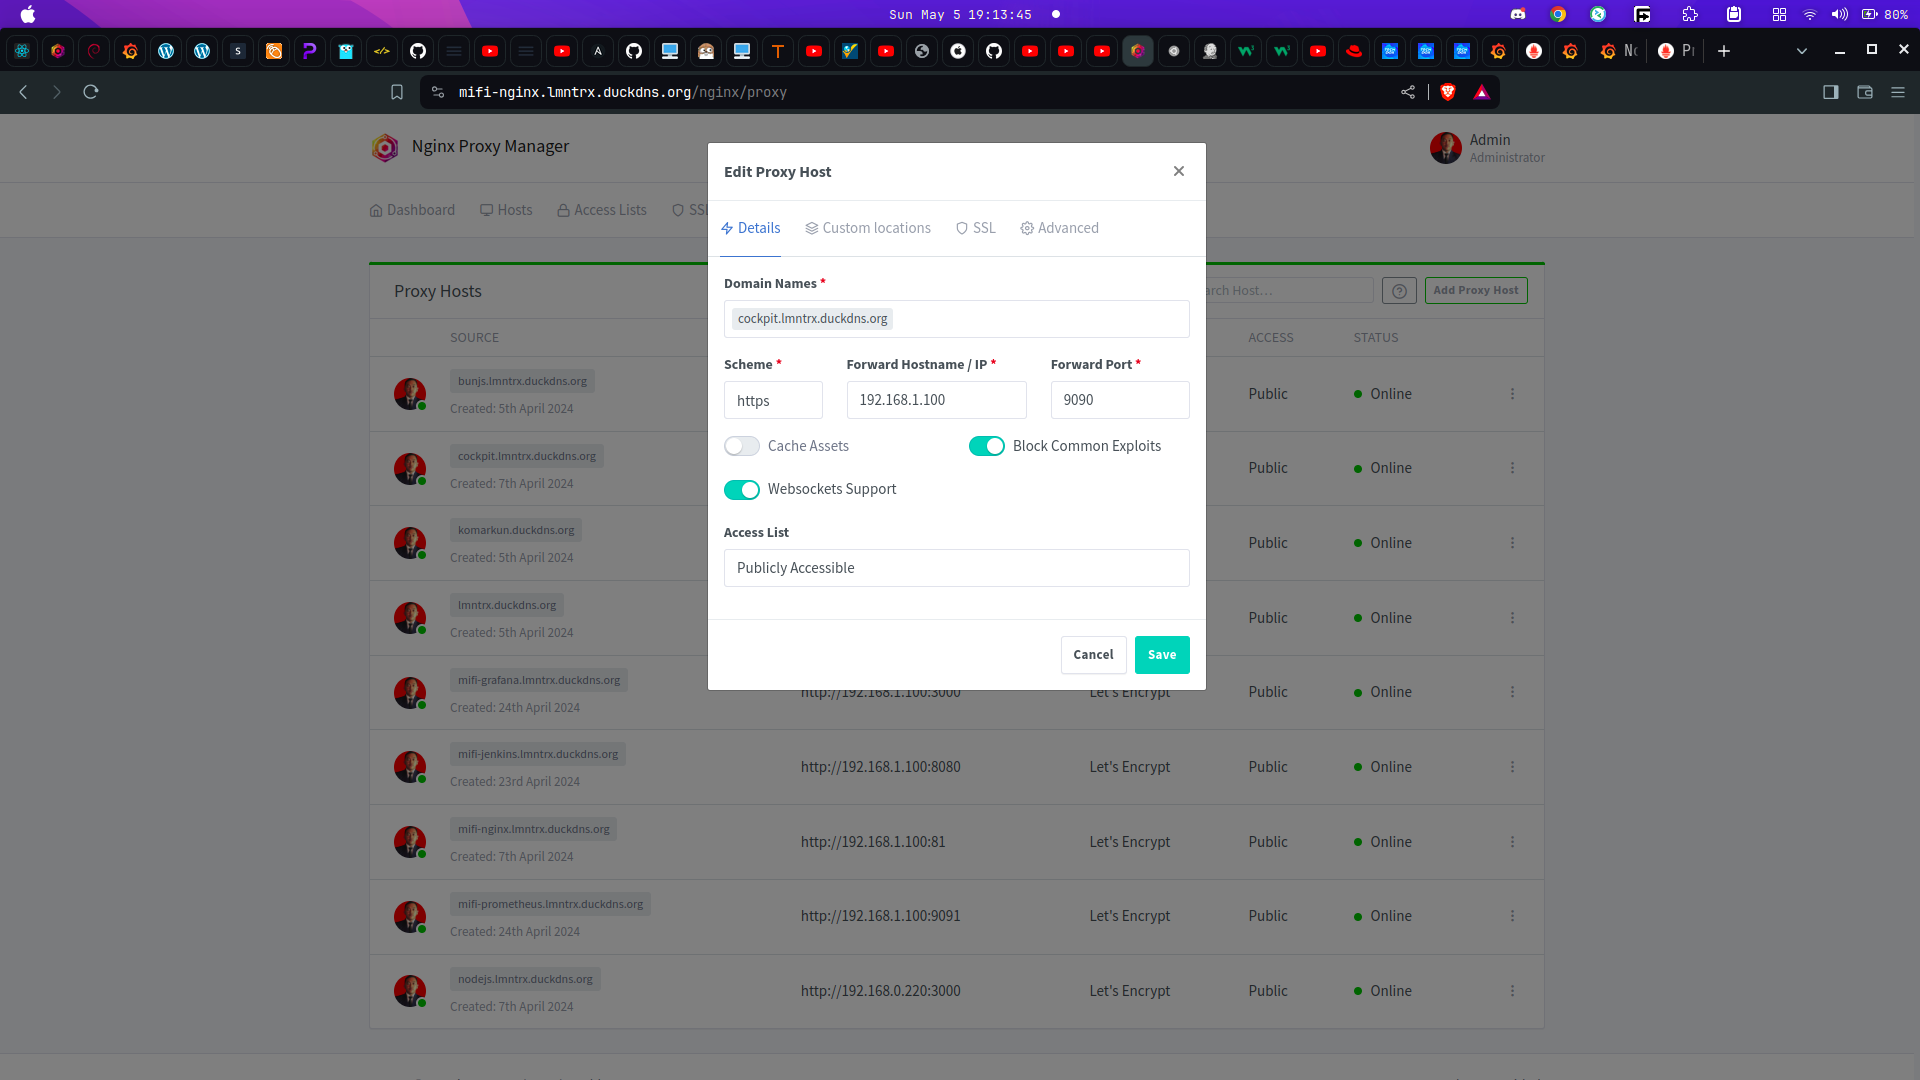 Sun May 5 19:13:45
80%
mifi-nginx.lmntrx.duckdns.org/nginx/proxy
Nginx Proxy Manager
Admin
Administrator
Dashboard Hosts Access Lists
Proxy Hosts
Add Proxy Host
SOURCE ACCESS STATUS
bunjs.lmntrx.duckdns.org
Created: 5th April 2024
Public Online
cockpit.lmntrx.duckdns.org
Created: 7th April 2024
Public Online
komarkun.duckdns.org
Created: 5th April 2024
Public Online
lmntrx.duckdns.org
Created: 5th April 2024
Public Online
mifi-grafana.lmntrx.duckdns.org
Created: 24th April 2024
http://192.168.1.100:3000 Let's Encrypt Public Online
mifi-jenkins.lmntrx.duckdns.org
Created: 23rd April 2024
http://192.168.1.100:8080 Let's Encrypt Public Online
mifi-nginx.lmntrx.duckdns.org
Created: 7th April 2024
http://192.168.1.100:81 Let's Encrypt Public Online
mifi-prometheus.lmntrx.duckdns.org
Created: 24th April 2024
http://192.168.1.100:9091 Let's Encrypt Public Online
nodejs.lmntrx.duckdns.org
Created: 7th April 2024
http://192.168.0.220:3000 Let's Encrypt Public Online
Edit Proxy Host
Details Custom locations SSL Advanced
Domain Names *
cockpit.lmntrx.duckdns.org
Scheme * Forward Hostname / IP * Forward Port *
https 192.168.1.100 9090
Cache Assets Block Common Exploits
Websockets Support
Access List
Publicly Accessible
Cancel Save